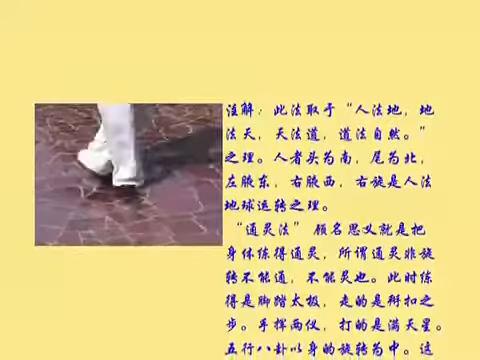 注解：此法取于“人法地，地
法天，天法道，道法自然。”
之理。人者头为南，尾为北，
左腋东，右腋西，右旋是人法
地球运转之理。
“通灵法”顾名思义就是把
身体练得通灵，所谓通灵非旋
转不能通，不能灵也。此时练
得是脚踏太极，走的是掰扣之
步。手挥两仪，打的是满天星。
五行八卦以身的旋转为中。这